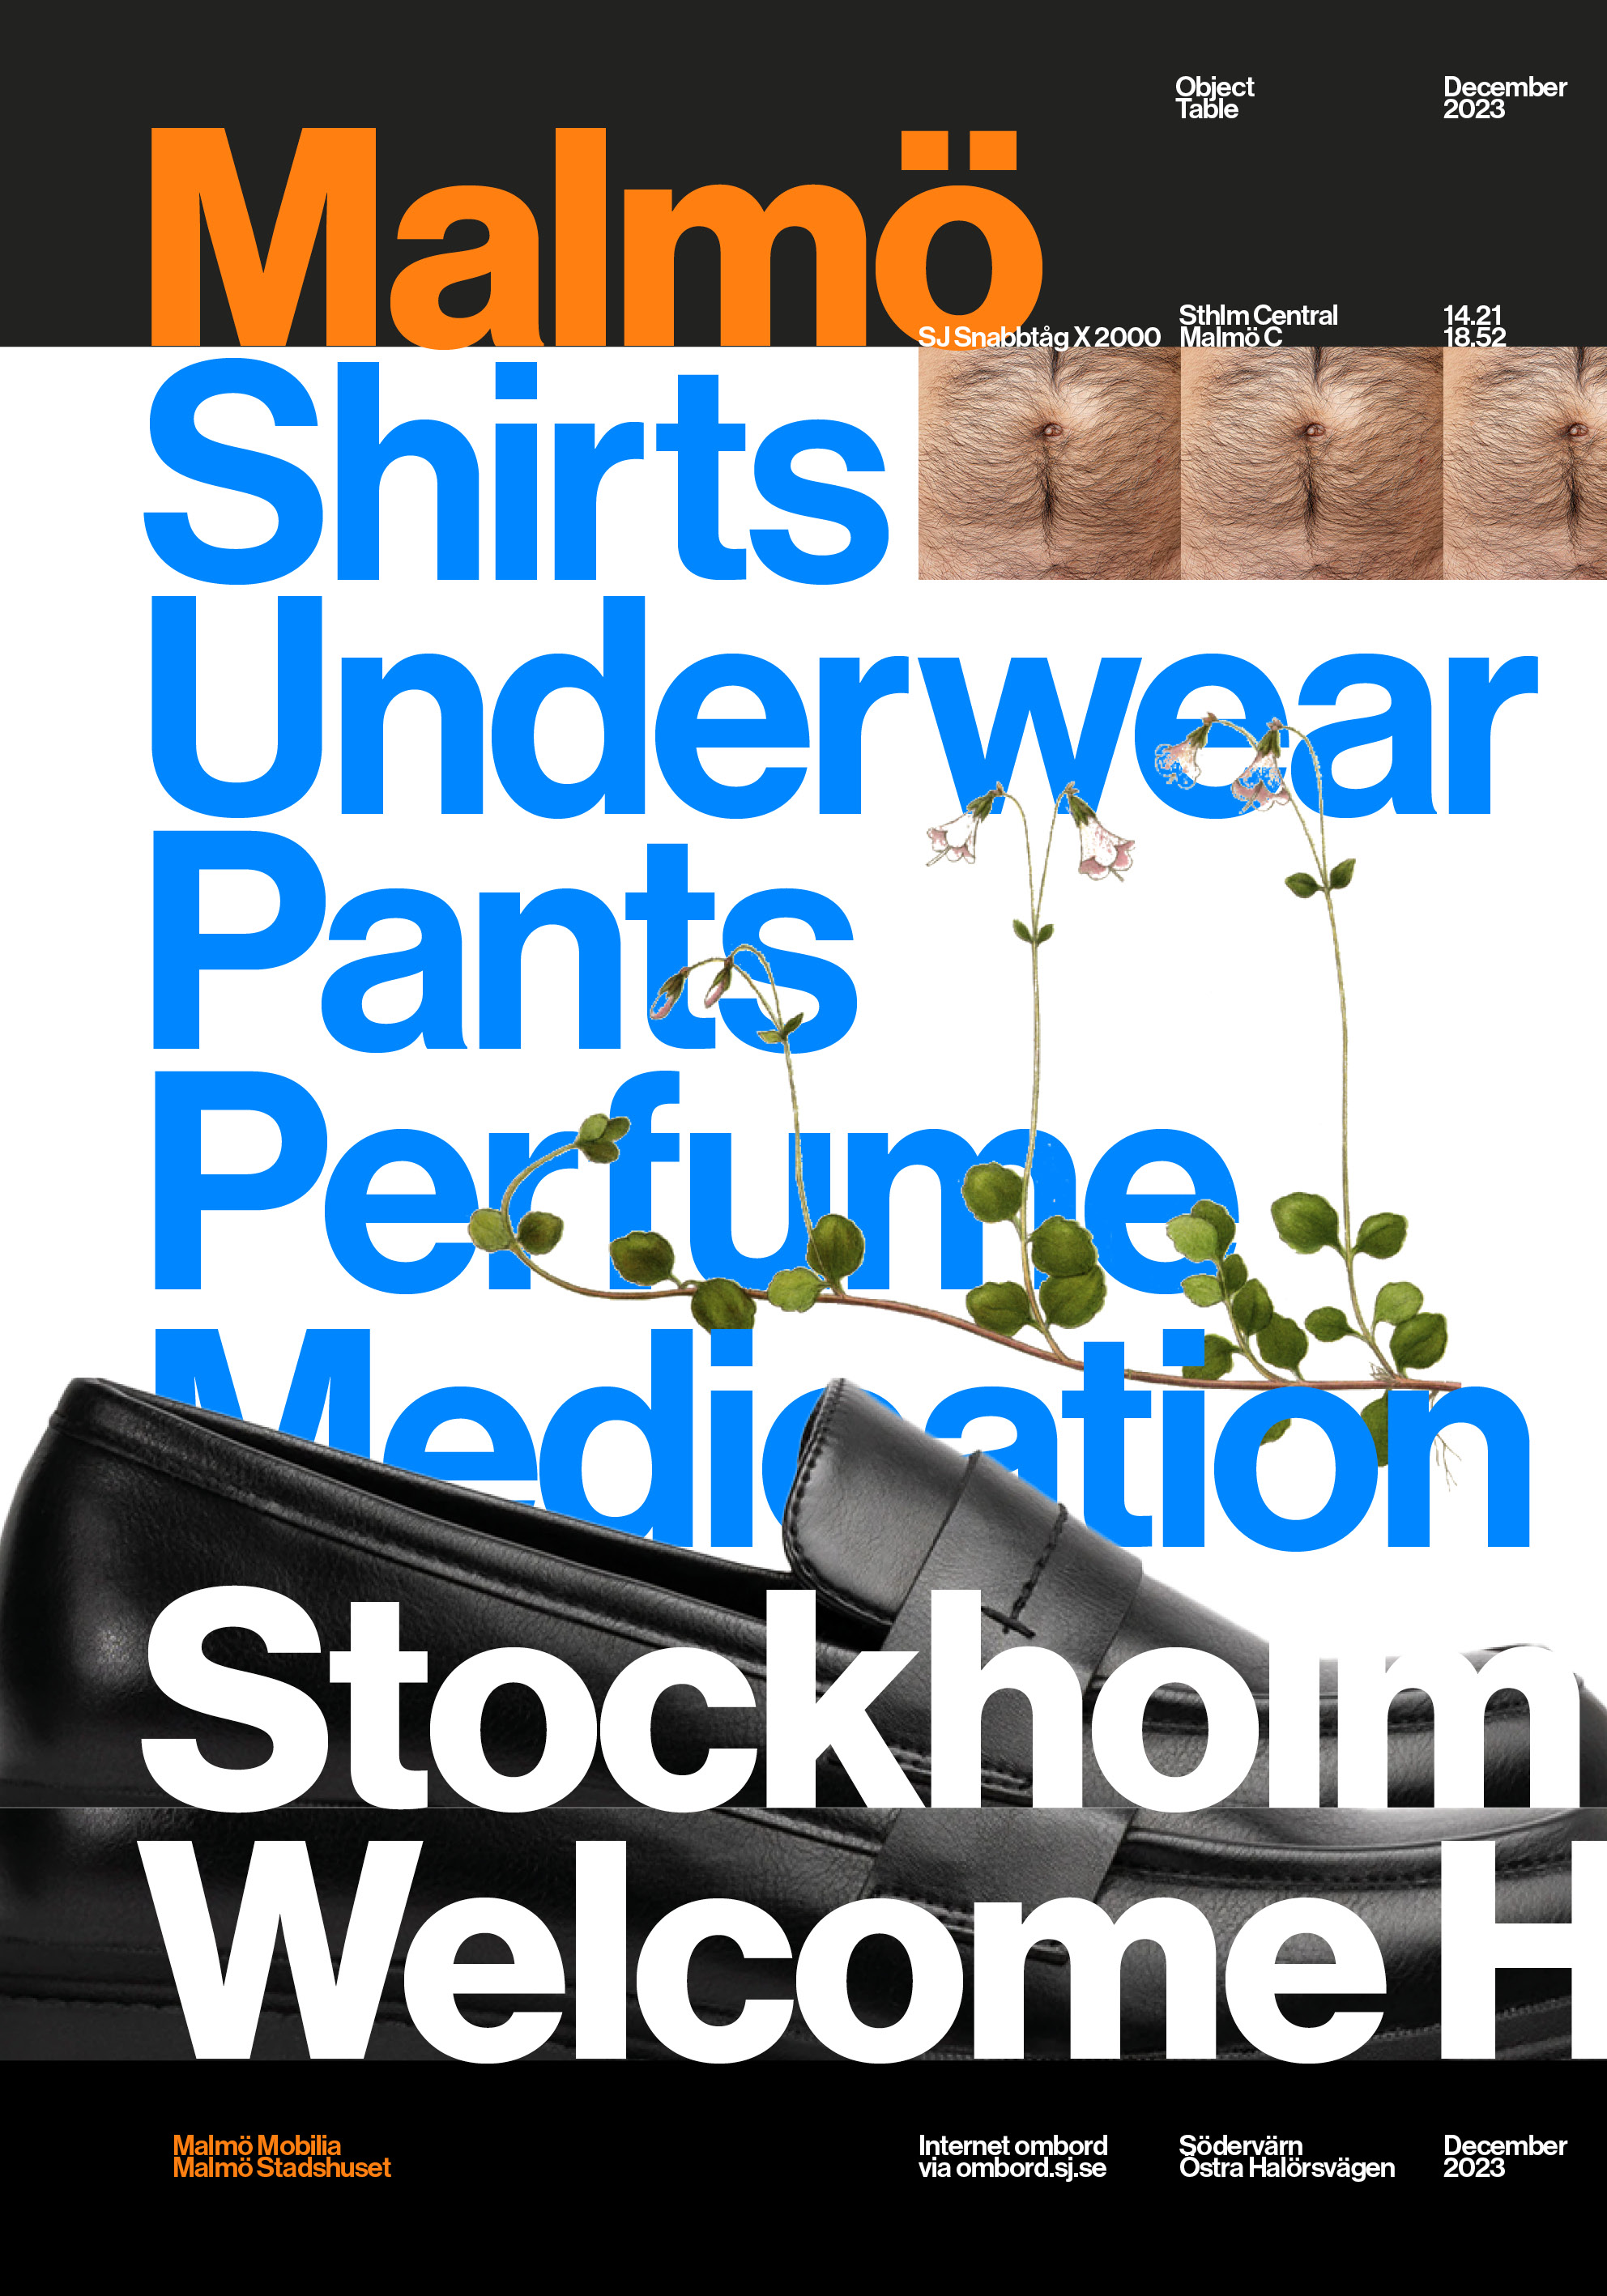 Object
Table
December
2023
Malmö
SJ Snabbtåg X 2000
Sthlm Central
Malmö C
14.21
18.52
Shirts
Underwear
Pants
Perfume
Medication
Stockholm
Welcome H
Malmö Mobilia
Malmö Stadshuset
Internet ombord
via ombord.sj.se
Södervärn
Östra Halörsvägen
December
2023